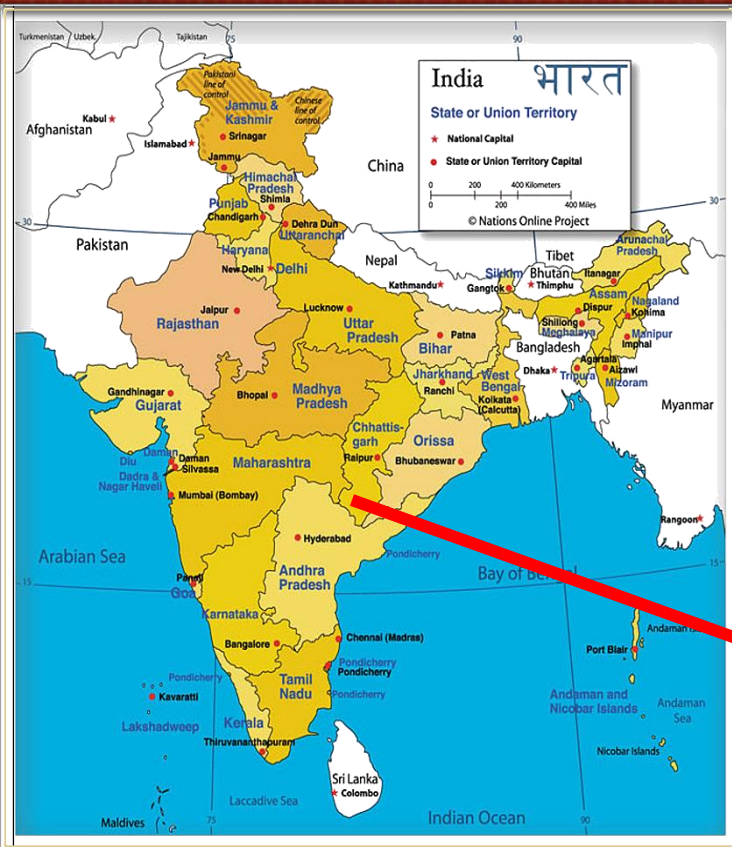 Turkmenistan
Uzbek.
Tajikistan
75
90
Pakistani
line of
control
Chinese
line of
control
Jammu &
Kashmir
Srinagar
Jammu
Kabul
Afghanistan
Islamabad
India
भारत
State or Union Territory
National Capital
State or Union Territory Capital
0 200 400 Kilometers
0 200 400 Miles
© Nations Online Project
China
Himachal
Pradesh
Shimla
Punjab
Chandigarh
Dehra Dun
Uttaranchal
30
30
Pakistan
Haryana
New Delhi
Delhi
Nepal
Kathmandu
Tibet
Sikkim
Gangtok
Bhutan
Thimphu
Arunachal
Pradesh
Itanagar
Assam
Dispur
Nagaland
Kohima
Shillong
Meghalaya
Manipur
Imphal
Jaipur
Rajasthan
Lucknow
Uttar
Pradesh
Patna
Bihar
Bangladesh
Dhaka
Agartala
Tripura
Aizawl
Mizoram
Jharkhand
Ranchi
West
Bengal
Kolkata
(Calcutta)
Myanmar
Gandhinagar
Gujarat
Bhopal
Madhya
Pradesh
Chhattis-
garh
Raipur
Orissa
Bhubaneswar
Daman
Diu
Daman
Silvassa
Dadra &
Nagar Haveli
Maharashtra
Mumbai (Bombay)
Rangoon
Hyderabad
Arabian Sea
Pondicherry
Bay of Bengal
15
15
Andhra
Pradesh
Panaji
Goa
Karnataka
Bangalore
Chennai (Madras)
Andaman
Port Blair
Pondicherry
Pondicherry
Pondicherry
Tamil
Nadu
Pondicherry
Kavaratti
Lakshadweep
Kerala
Thiruvananthapuram
Andaman and
Nicobar Islands
Andaman
Sea
Nicobar Islands
Sri Lanka
Colombo
Laccadive Sea
Indian Ocean
Maldives
75
90